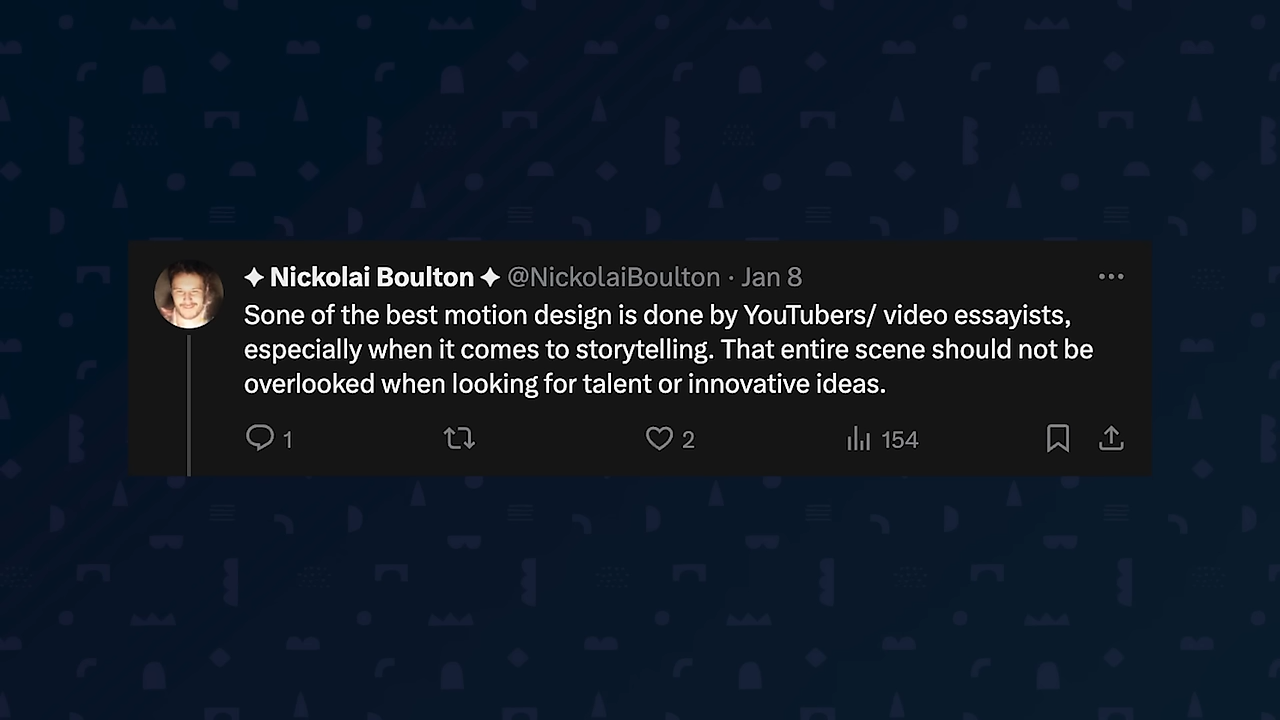 ✦ Nickolai Boulton ✦ @NickolaiBoulton · Jan 8
Sone of the best motion design is done by YouTubers/ video essayists,
especially when it comes to storytelling. That entire scene should not be
overlooked when looking for talent or innovative ideas.
1 2 154